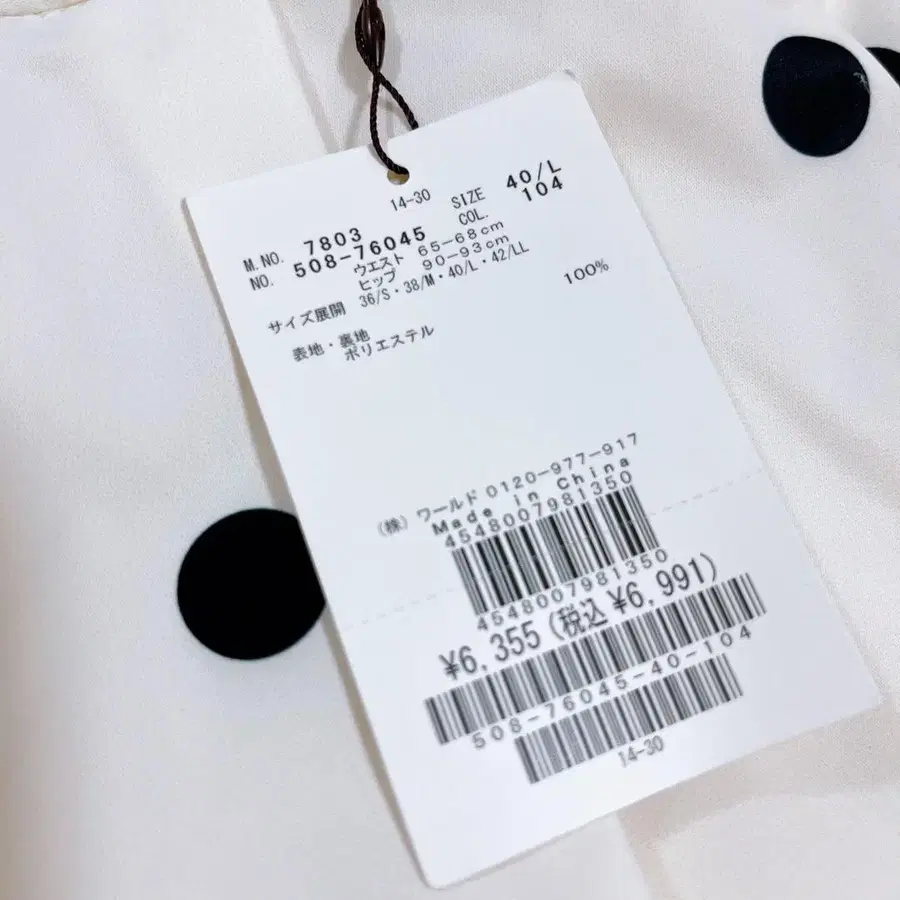 14-30
M.NO. 7803 SIZE 40/L
NO. 508-76045 COL. 104
ウエスト 65-68cm
ヒップ 90-93cm
サイズ展開 36/S・38/M・40/L・42/LL
表地・裏地
ポリエステル 100%
(株) ワールド 0120-977-917
Made in China
4548007981350
4548007981350
¥6,355(税込¥6,991)
508-76045-40-104
14-30